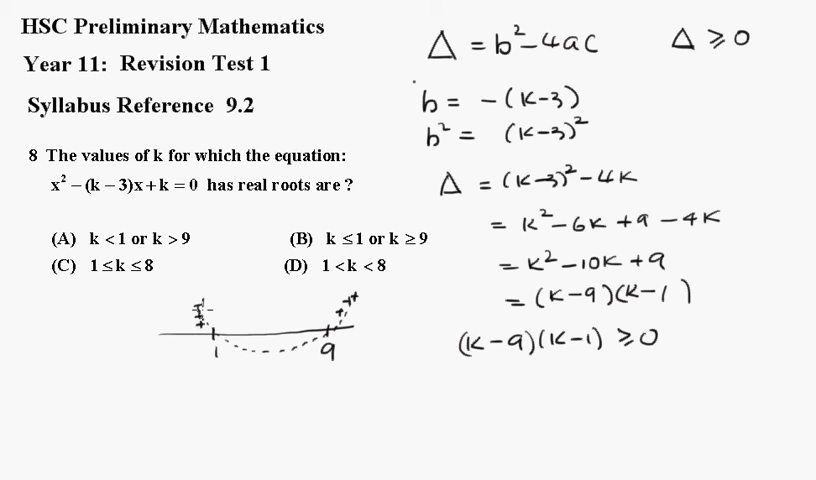 HSC Preliminary Mathematics
Year 11: Revision Test 1
Syllabus Reference 9.2
8 The values of k for which the equation:
x² – (k – 3)x + k = 0 has real roots are ?
(A) k < 1 or k > 9
(B) k ≤ 1 or k ≥ 9
(C) 1 ≤ k ≤ 8
(D) 1 < k < 8
1 9
Δ = b² – 4ac Δ ⩾ 0
b = – (k – 3)
b² = (k – 3)²
Δ = (k – 3)² – 4k
= k² – 6k + 9 – 4k
= k² – 10k + 9
= (k – 9)(k – 1)
(k – 9)(k – 1) ⩾ 0